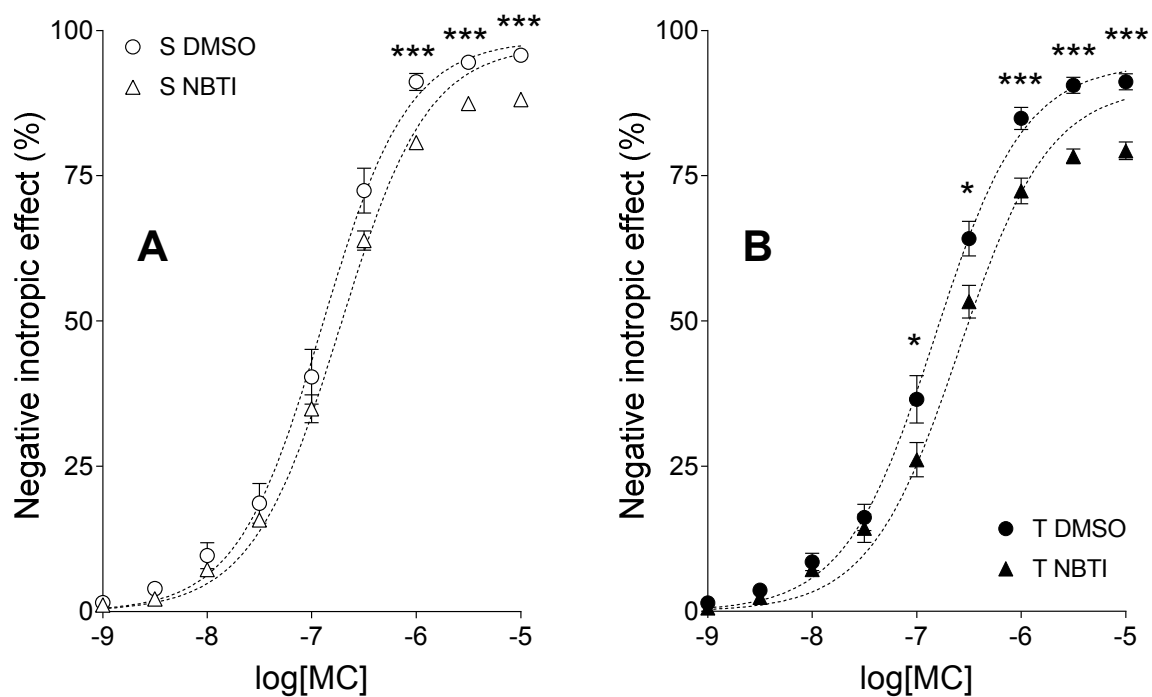 Negative inotropic effect (%)
100
75
50
25
0
S DMSO
S NBTI
*** *** ***
A
-9 -8 -7 -6 -5
log[MC]
Negative inotropic effect (%)
100
75
50
25
0
* * *** *** ***
B
T DMSO
T NBTI
-9 -8 -7 -6 -5
log[MC]